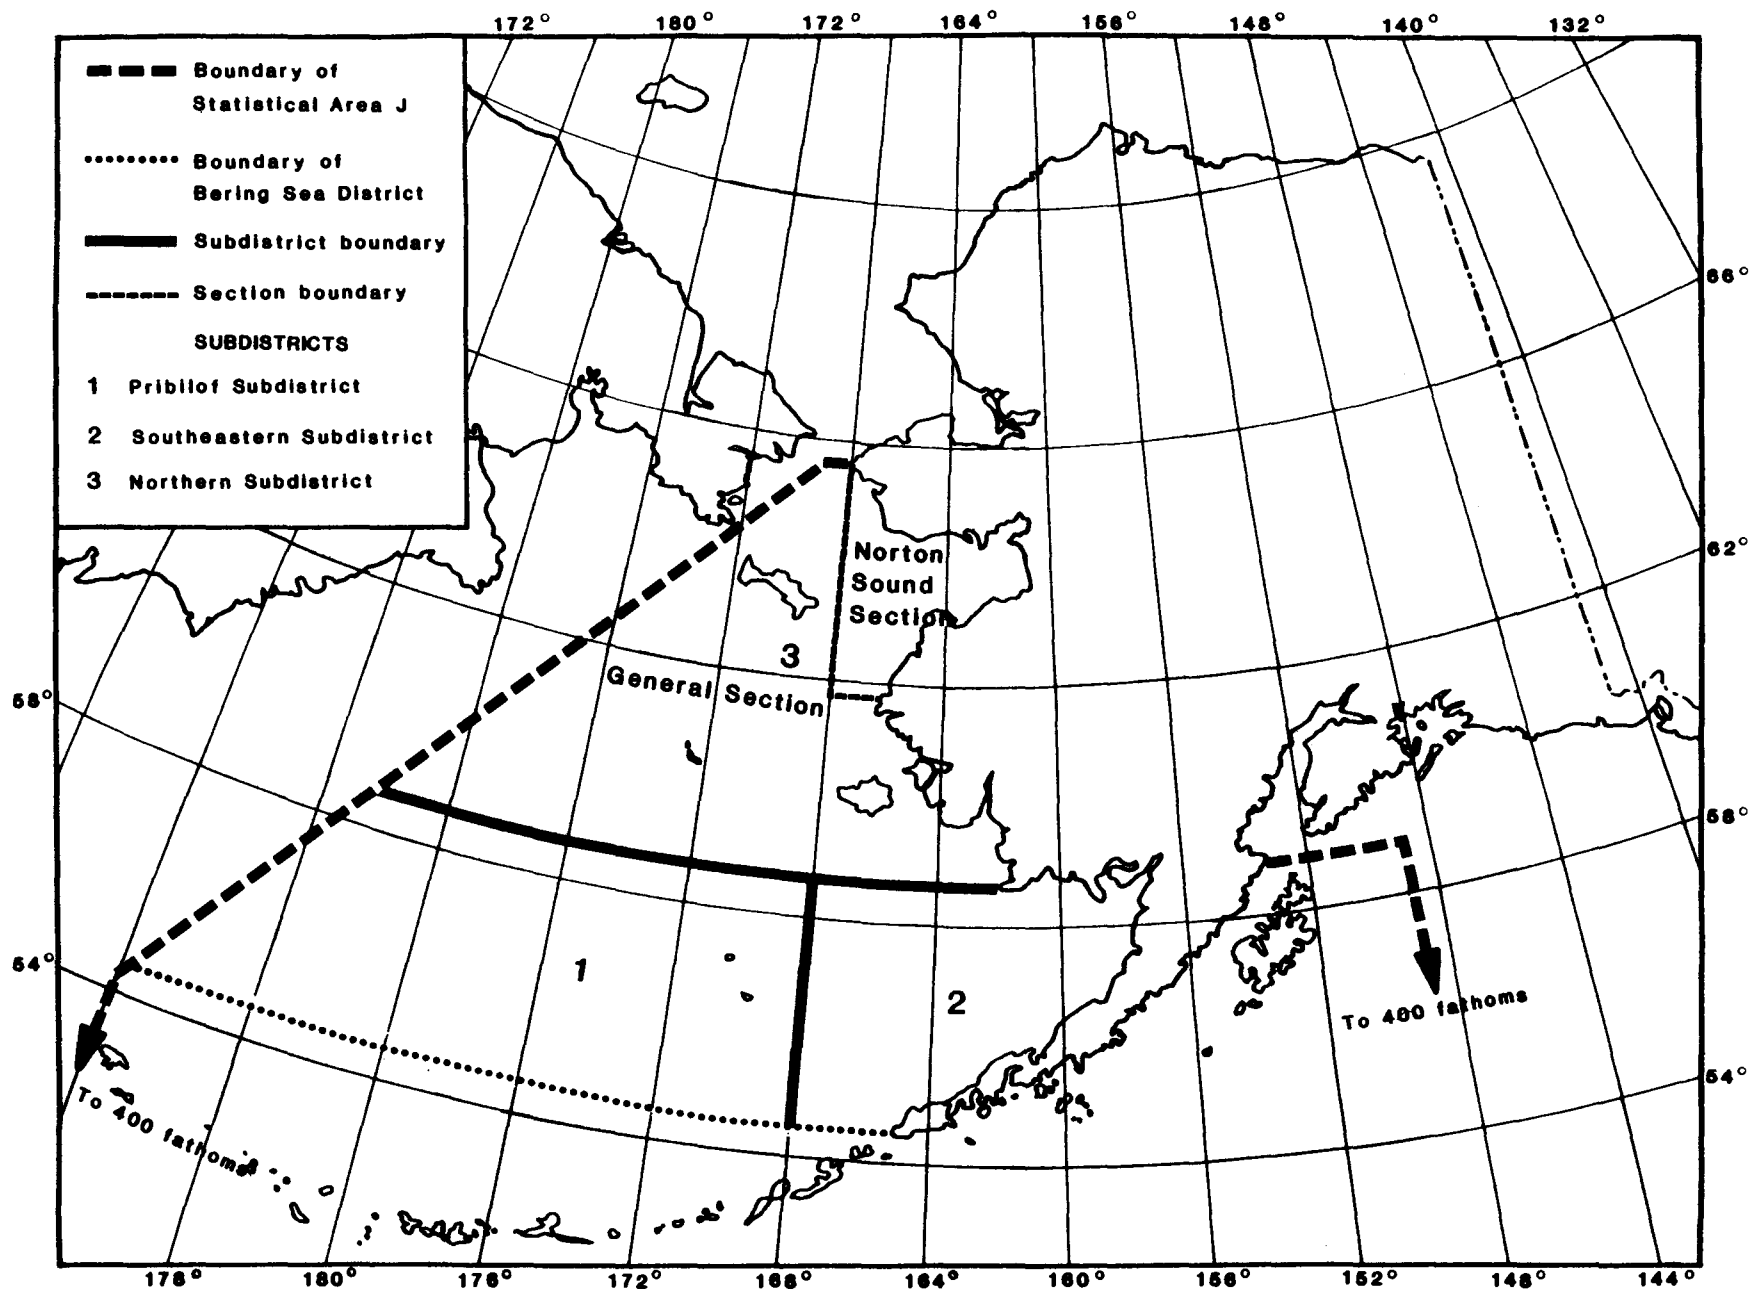 172° 180° 172° 164° 156° 148° 140° 132°
Boundary of
Statistical Area J
Boundary of
Bering Sea District
Subdistrict boundary
Section boundary
SUBDISTRICTS
1 Pribilof Subdistrict
2 Southeastern Subdistrict
3 Northern Subdistrict
66°
62°
Norton
Sound
Section
3
General Section
58°
58°
54°
1
2
To 400 fathoms
54°
To 400 fathoms
178° 180° 176° 172° 168° 164° 160° 156° 152° 148° 144°